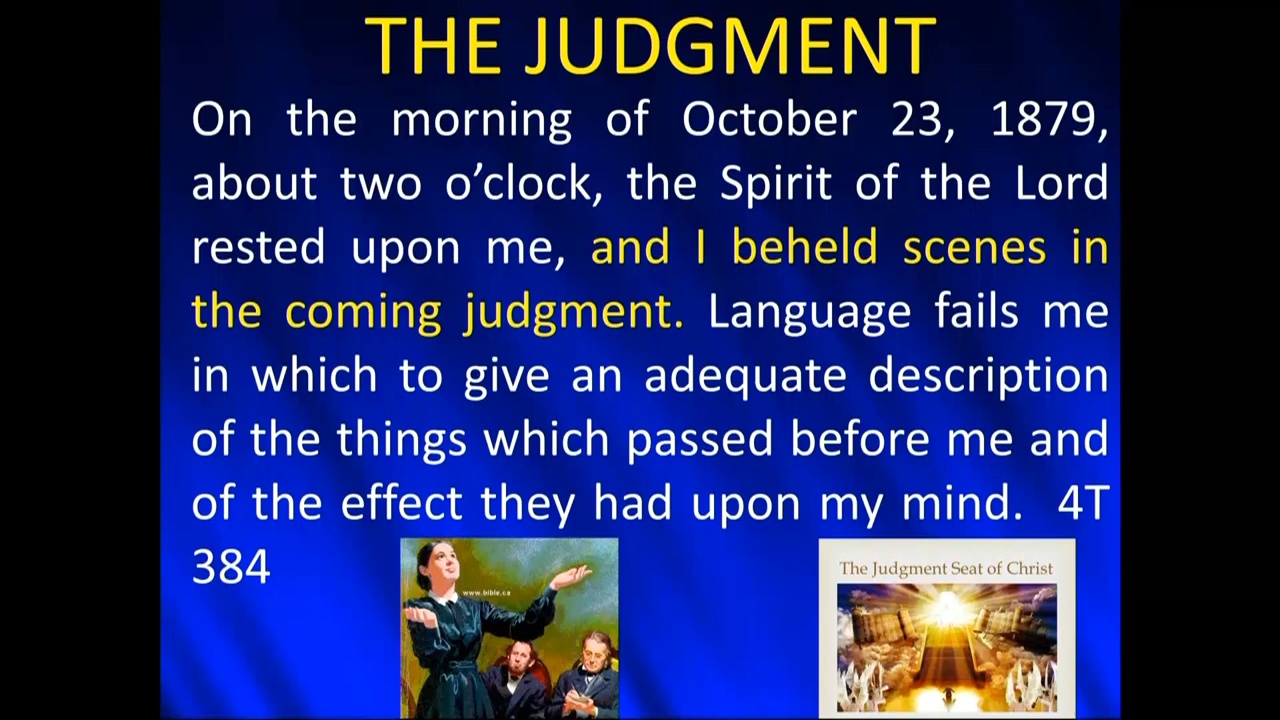 THE JUDGMENT
On the morning of October 23, 1879,
about two o’clock, the Spirit of the Lord
rested upon me, and I beheld scenes in
the coming judgment. Language fails me
in which to give an adequate description
of the things which passed before me and
of the effect they had upon my mind. 4T
384
www.bible.ca
The Judgment Seat of Christ